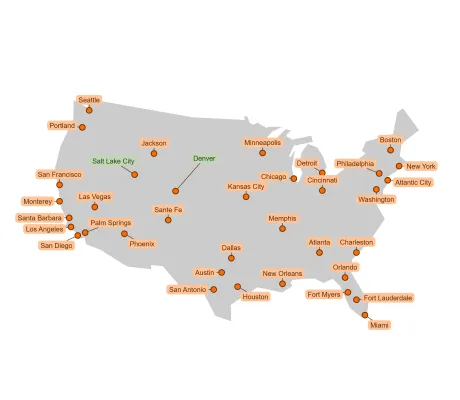 Seattle
Portland
Boston
Jackson
Minneapolis
Salt Lake City
Denver
Detroit
Philadelphia
New York
San Francisco
Chicago
Cincinnati
Atlantic City
Kansas City
Las Vegas
Monterey
Washington
Sante Fe
Santa Barbara
Palm Springs
Memphis
Los Angeles
San Diego
Phoenix
Atlanta
Charleston
Dallas
Austin
New Orleans
Orlando
San Antonio
Houston
Fort Myers
Fort Lauderdale
Miami